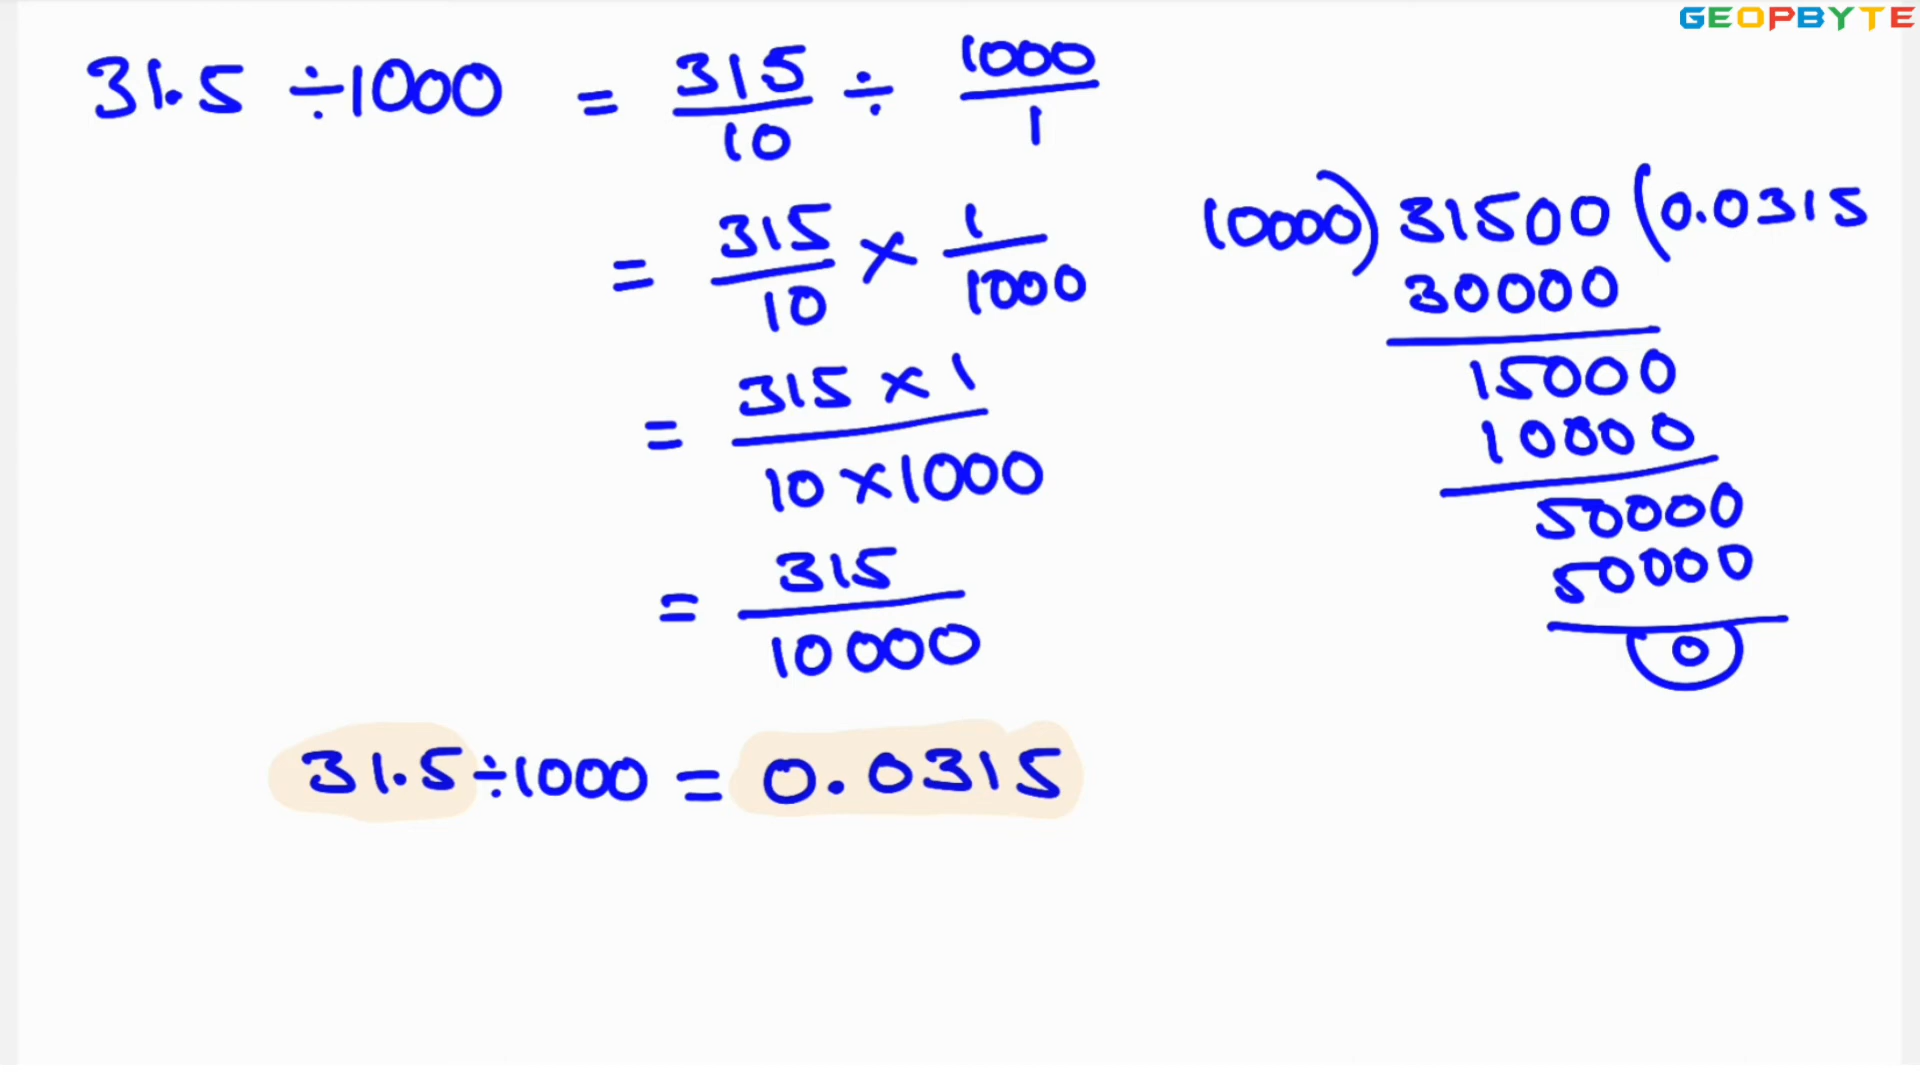 GEOPBYTE
31.5 ÷1000 = 315/10 ÷ 1000/1
= 315/10 × 1/1000
= 315 × 1/10 × 1000
= 315/10000
31.5 ÷1000 = 0.0315
10000) 31500 (0.0315
30000
15000
10000
50000
50000
0